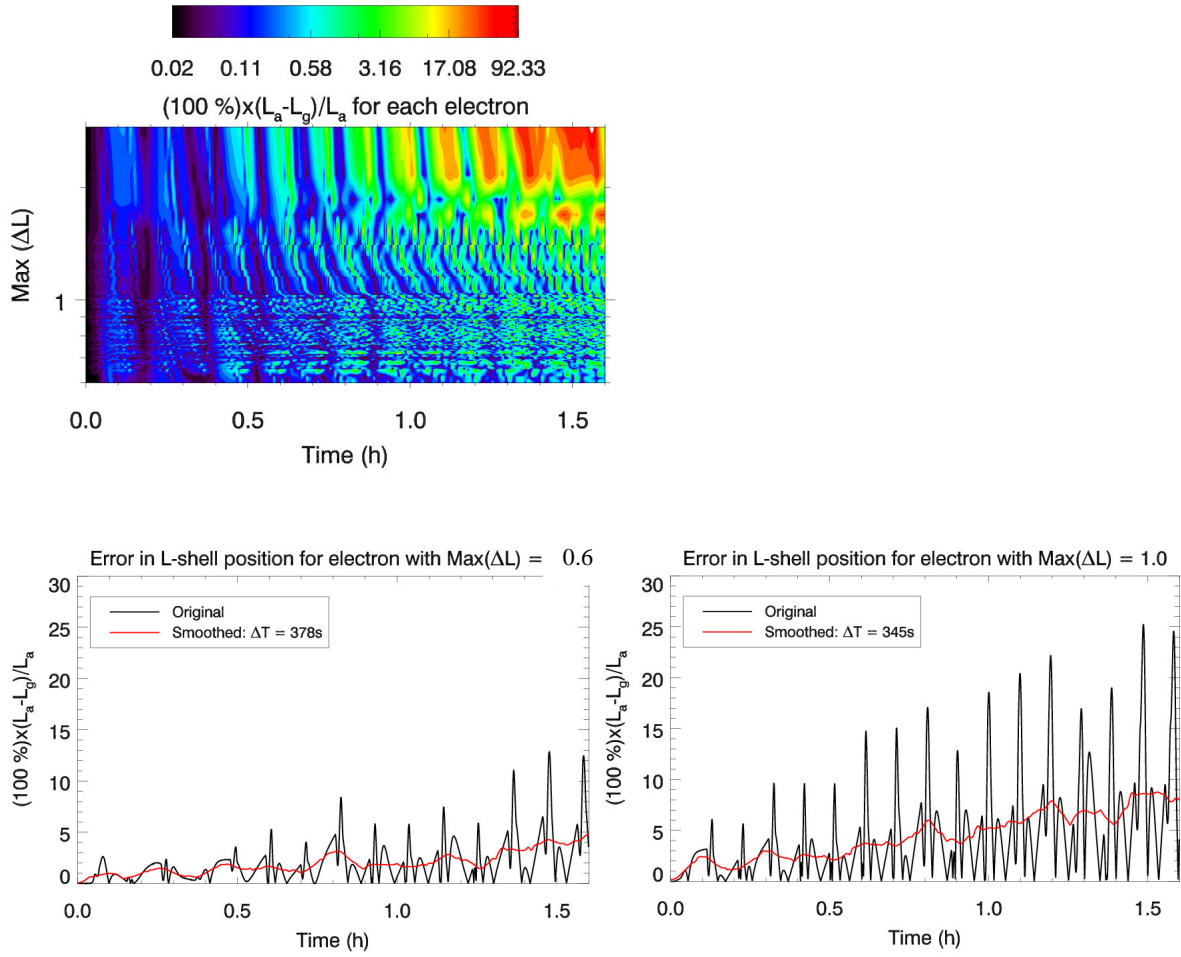 0.02 0.11 0.58 3.16 17.08 92.33
(100 %)x(Lₐ-L_g)/Lₐ for each electron
Max (ΔL)
1
0.0 0.5 1.0 1.5
Time (h)
Error in L-shell position for electron with Max(ΔL) = 0.6
30
25
20
15
10
5
0
(100 %)x(Lₐ-L_g)/Lₐ
Original
Smoothed: ΔT = 378s
0.0 0.5 1.0 1.5
Time (h)
Error in L-shell position for electron with Max(ΔL) = 1.0
30
25
20
15
10
5
0
(100 %)x(Lₐ-L_g)/Lₐ
Original
Smoothed: ΔT = 345s
0.0 0.5 1.0 1.5
Time (h)